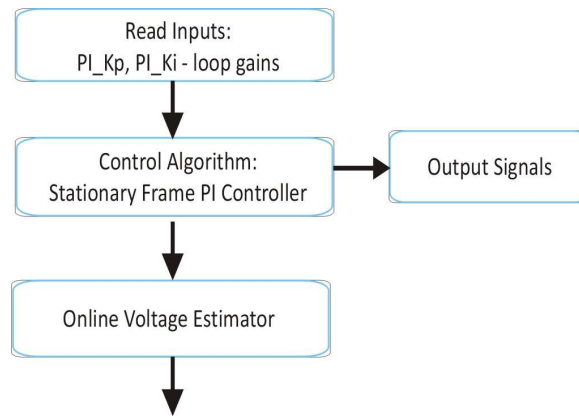 Read Inputs:
PI_Kp, PI_Ki - loop gains
Control Algorithm:
Stationary Frame PI Controller
Output Signals
Online Voltage Estimator